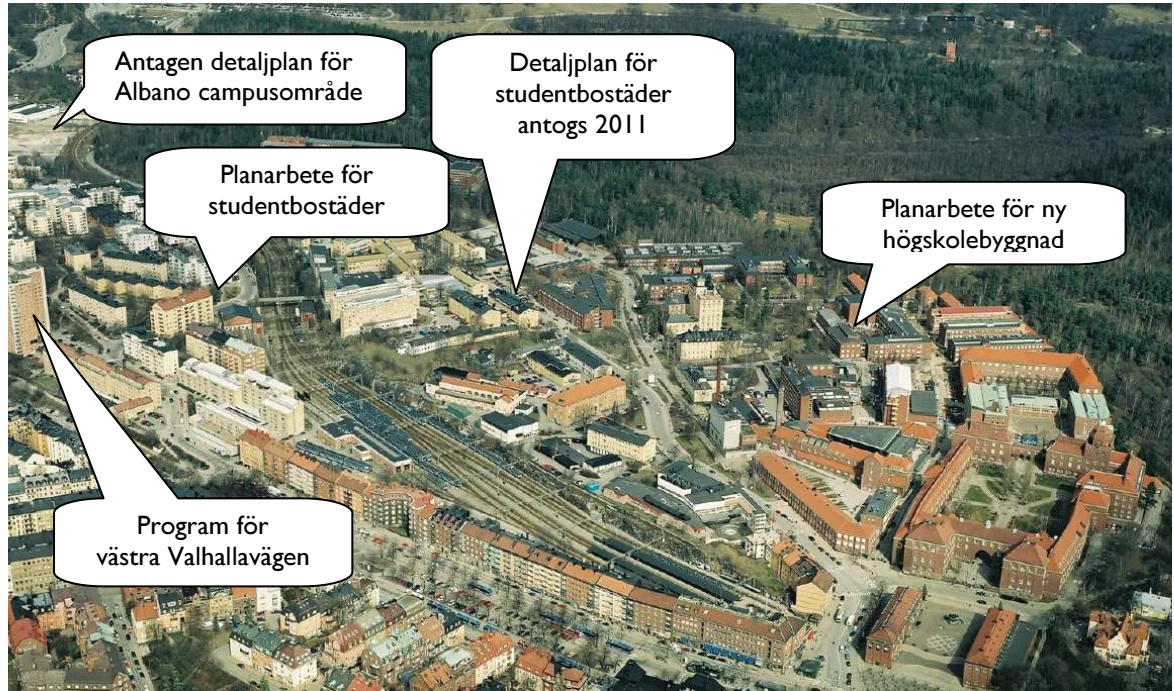 Antagen detaljplan för
Albano campusområde
Detaljplan för
studentbostäder
antogs 2011
Planarbete för
studentbostäder
Planarbete för ny
högskolebyggnad
Program för
västra Valhallavägen